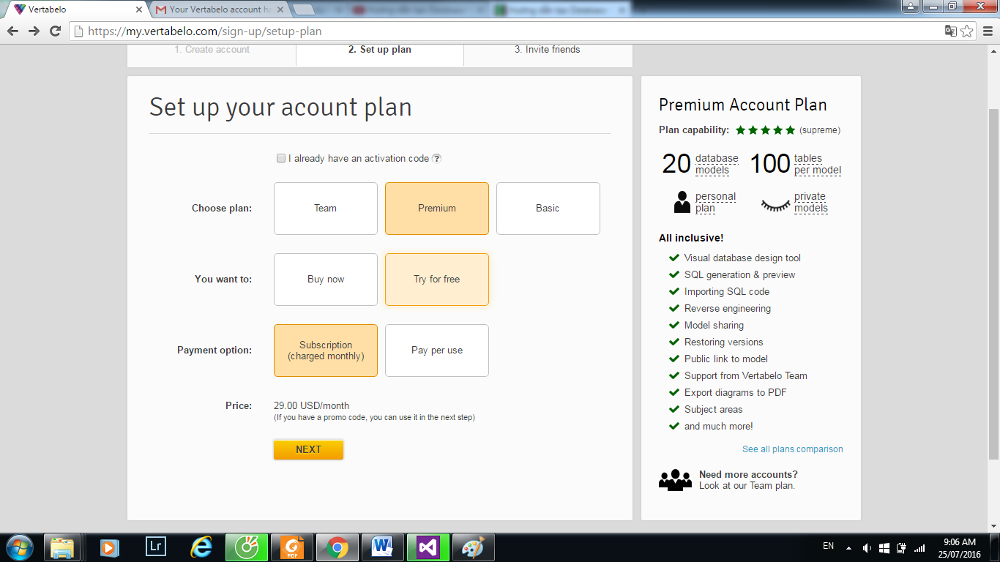 Vertabelo
Your Vertabelo account ha
https://my.vertabelo.com/sign-up/setup-plan
1. Create account
2. Set up plan
3. Invite friends
Set up your acount plan
I already have an activation code ?
Choose plan:
Team
Premium
Basic
You want to:
Buy now
Try for free
Payment option:
Subscription
(charged monthly)
Pay per use
Price:
29.00 USD/month
(If you have a promo code, you can use it in the next step)
NEXT
Premium Account Plan
Plan capability: (supreme)
20 database
models
100 tables
per model
personal
plan
private
models
All inclusive!
Visual database design tool
SQL generation & preview
Importing SQL code
Reverse engineering
Model sharing
Restoring versions
Public link to model
Support from Vertabelo Team
Export diagrams to PDF
Subject areas
and much more!
See all plans comparison
Need more accounts?
Look at our Team plan.
Lr
PDF
W
EN
9:06 AM
25/07/2016